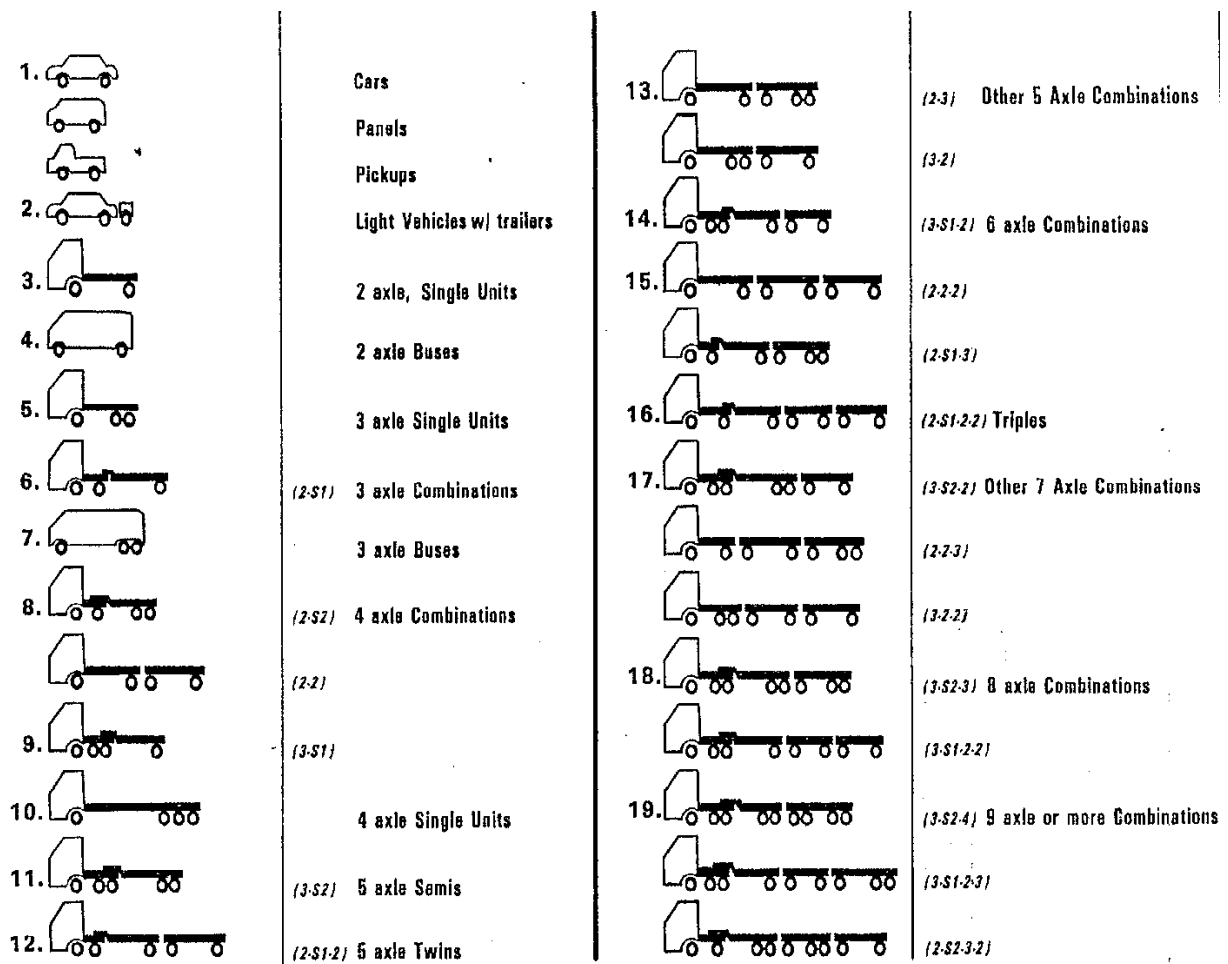 1. Cars
Panels
Pickups
2. Light Vehicles w/ trailers
3. 2 axle, Single Units
4. 2 axle Buses
5. 3 axle Single Units
6. (2-S1) 3 axle Combinations
7. 3 axle Buses
8. (2-S2) 4 axle Combinations
(2-2)
9. (3-S1)
10. 4 axle Single Units
11. (3-S2) 5 axle Semis
12. (2-S1-2) 5 axle Twins
13. (2-3) Other 5 Axle Combinations
(3-2)
14. (3-S1-2) 6 axle Combinations
15. (2-2-2)
(2-S1-3)
16. (2-S1-2-2) Triples
17. (3-S2-2) Other 7 Axle Combinations
(2-2-3)
(3-2-2)
18. (3-S2-3) 8 axle Combinations
(3-S1-2-2)
19. (3-S2-4) 9 axle or more Combinations
(3-S1-2-3)
(2-S2-3-2)